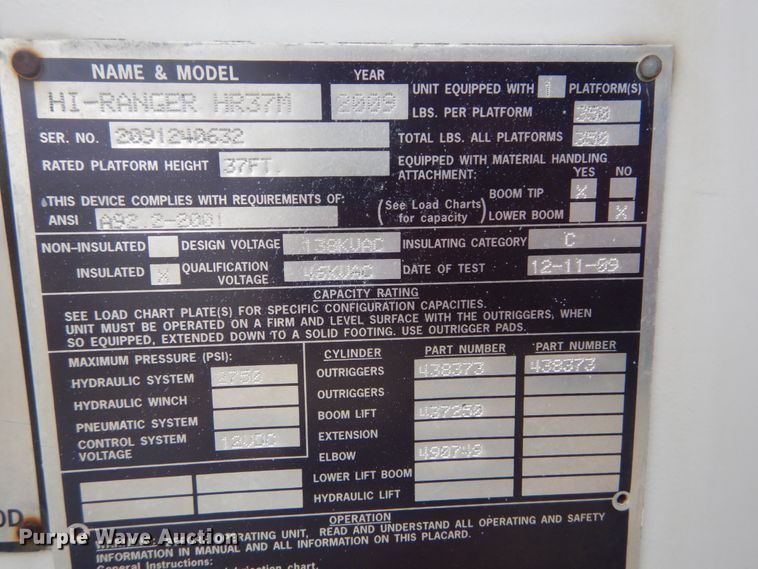 NAME & MODEL
HI-RANGER HR37M
YEAR
2009
UNIT EQUIPPED WITH 1 PLATFORM(S)
LBS. PER PLATFORM 350
SER. NO. 2091240632
TOTAL LBS. ALL PLATFORMS 350
RATED PLATFORM HEIGHT 37FT.
EQUIPPED WITH MATERIAL HANDLING
ATTACHMENT:
YES NO
BOOM TIP X
THIS DEVICE COMPLIES WITH REQUIREMENTS OF:
ANSI A92.2-2001
(See Load Charts
for capacity)
LOWER BOOM X
NON-INSULATED
DESIGN VOLTAGE 138KVAC
INSULATING CATEGORY C
INSULATED X
QUALIFICATION
VOLTAGE 46KVAC
DATE OF TEST 12-11-09
CAPACITY RATING
SEE LOAD CHART PLATE(S) FOR SPECIFIC CONFIGURATION CAPACITIES.
UNIT MUST BE OPERATED ON A FIRM AND LEVEL SURFACE WITH THE OUTRIGGERS, WHEN
SO EQUIPPED, EXTENDED DOWN TO A SOLID FOOTING. USE OUTRIGGER PADS.
MAXIMUM PRESSURE (PSI):
HYDRAULIC SYSTEM 2750
HYDRAULIC WINCH
PNEUMATIC SYSTEM
CONTROL SYSTEM
VOLTAGE 12VDC
CYLINDER PART NUMBER PART NUMBER
OUTRIGGERS 438373 438373
OUTRIGGERS
BOOM LIFT 437250
EXTENSION
ELBOW 490749
LOWER LIFT BOOM
HYDRAULIC LIFT
OPERATION
OPERATING UNIT, READ AND UNDERSTAND ALL OPERATING AND SAFETY
INFORMATION IN MANUAL AND ALL INFORMATION ON THIS PLACARD.
General Instructions:
lubrication chart.
OD
Purple Wave Auction